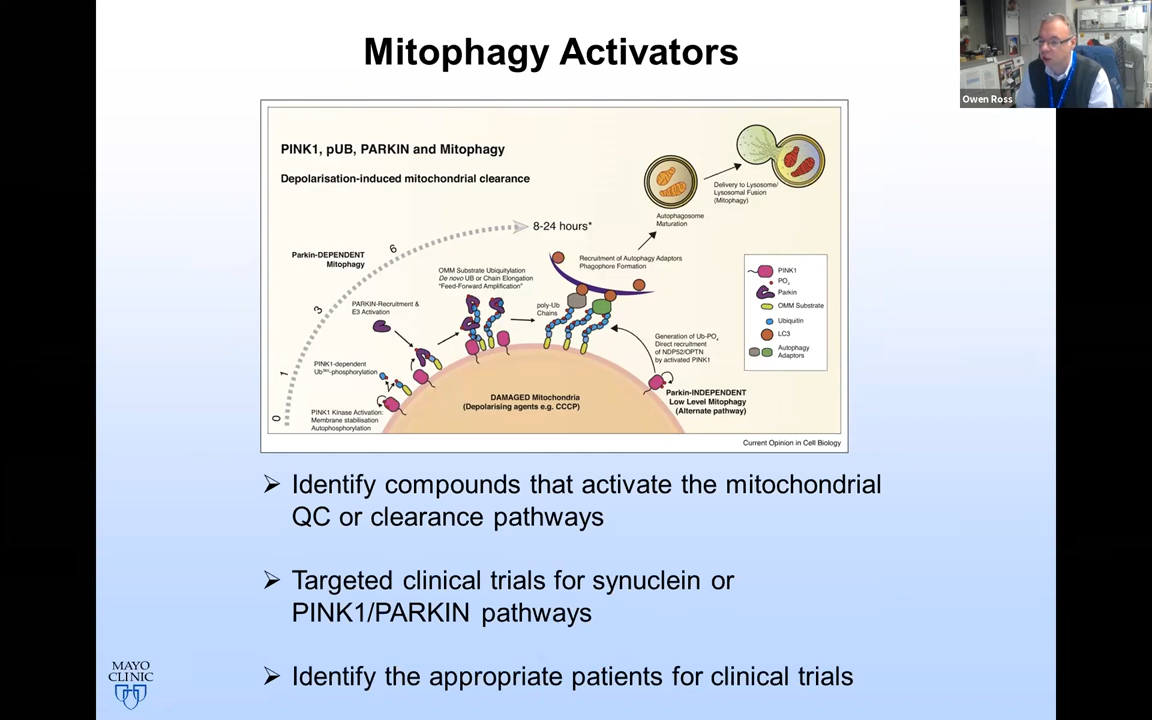 Mitophagy Activators
Owen Ross
PINK1, pUB, PARKIN and Mitophagy
Depolarisation-induced mitochondrial clearance
Delivery to Lysosome/
Lysosomal Fusion
(Mitophagy)
Autophagosome
Maturation
8-24 hours*
6
Parkin-DEPENDENT
Mitophagy
OMM Substrate Ubiquitylation
De novo UB or Chain Elongation
"Feed-Forward Amplification"
Recruitment of Autophagy Adaptors
Phagophore Formation
PINK1
PO4
Parkin
OMM Substrate
Ubiquitin
LC3
Autophagy
Adaptors
3
PARKIN-Recruitment &
E3 Activation
poly-Ub
Chains
Generation of Ub-PO4
Direct recruitment
of NDP52/OPTN
by activated PINK1
1
PINK1-dependent
-phosphorylation
Parkin-INDEPENDENT
Low Level Mitophagy
(Alternate pathway)
DAMAGED Mitochondria
(Depolarising agents e.g. CCCP)
0
PINK1 Kinase Activation:
Membrane stabilisation
Autophosphorylation
Current Opinion in Cell Biology
➢ Identify compounds that activate the mitochondrial
QC or clearance pathways
➢ Targeted clinical trials for synuclein or
PINK1/PARKIN pathways
➢ Identify the appropriate patients for clinical trials
MAYO
CLINIC